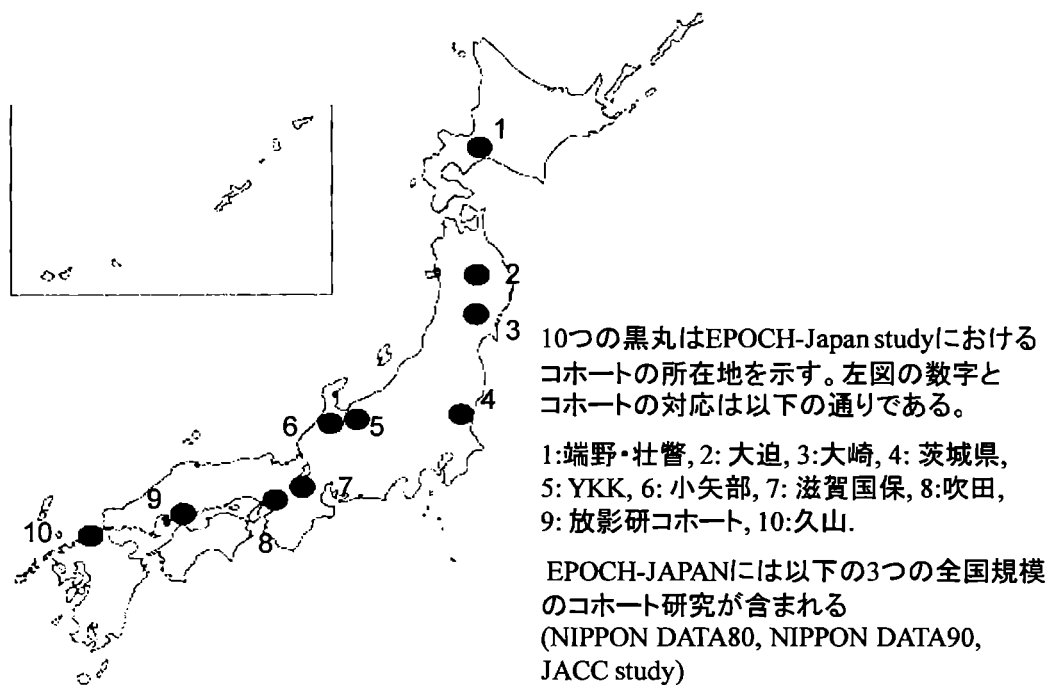 1
2
3
4
5
6
7
8
9
10
10つの黒丸はEPOCH-Japan studyにおける
コホートの所在地を示す。左図の数字と
コホートの対応は以下の通りである。
1:端野・壮瞥, 2: 大迫, 3:大崎, 4: 茨城県,
5: YKK, 6: 小矢部, 7: 滋賀国保, 8:吹田,
9: 放影研コホート, 10:久山.
EPOCH-JAPANには以下の3つの全国規模
のコホート研究が含まれる
(NIPPON DATA80, NIPPON DATA90,
JACC study)